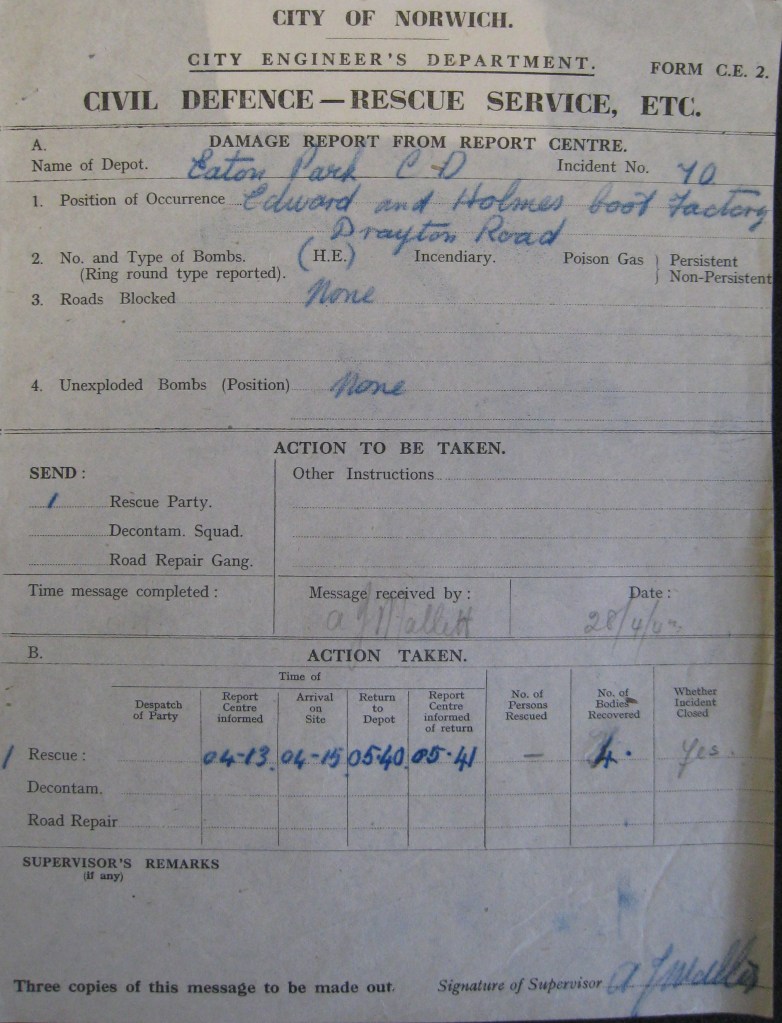 CITY OF NORWICH.
CITY ENGINEER'S DEPARTMENT.
FORM C.E. 2.
CIVIL DEFENCE — RESCUE SERVICE, ETC.
A. DAMAGE REPORT FROM REPORT CENTRE.
Name of Depot. Eaton Park C D Incident No. 70
1. Position of Occurrence Edward and Holmes boot Factory
Drayton Road
2. No. and Type of Bombs. (H.E.) Incendiary. Poison Gas } Persistent
(Ring round type reported). Non-Persistent
3. Roads Blocked None
4. Unexploded Bombs (Position) None
ACTION TO BE TAKEN.
SEND :
Other Instructions
1 Rescue Party.
Decontam. Squad.
Road Repair Gang.
Time message completed : Message received by : Date :
A J Mallett 28/4/42
B. ACTION TAKEN.
Time of
Despatch of Party
Report Centre informed
Arrival on Site
Return to Depot
Report Centre informed of return
No. of Persons Rescued
No. of Bodies Recovered
Whether Incident Closed
1 Rescue : 04-13 04-15 05·40 05·41 — 4. Yes.
Decontam.
Road Repair
SUPERVISOR'S REMARKS
(if any)
Three copies of this message to be made out. Signature of Supervisor A J Mallett